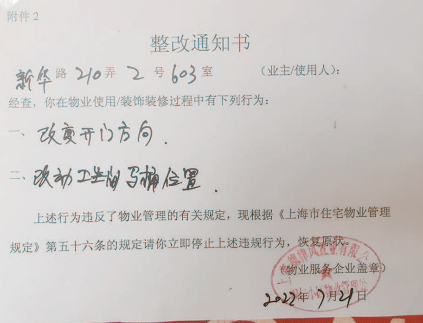 附件2
整改通知书
新华路210弄2号603室（业主/使用人）：
经查，你在物业使用/装饰装修过程中有下列行为：
一、改变开门方向.
二、改动卫生间马桶位置.
上述行为违反了物业管理的有关规定，现根据《上海市住宅物业管理
规定》第五十六条的规定请你立即停止上述违规行为，恢复原状。
（物业服务企业盖章）
2022年7月21日